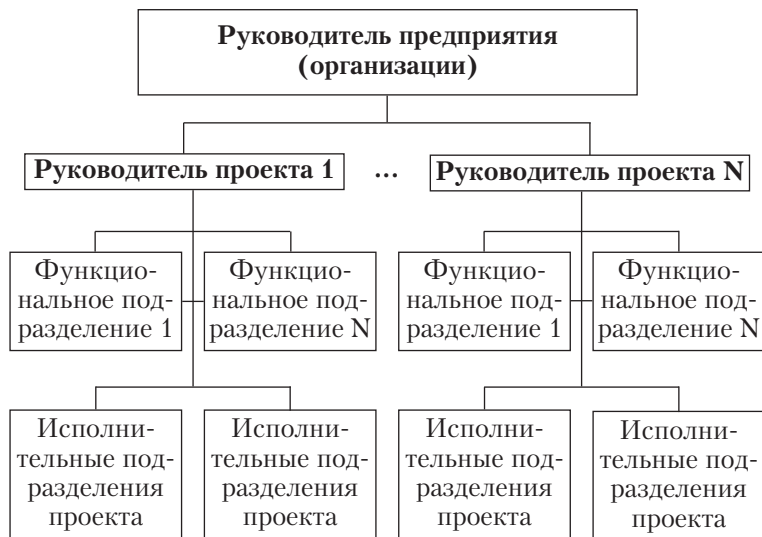 Руководитель предприятия
(организации)
Руководитель проекта 1
...
Руководитель проекта N
Функцио-
нальное под-
разделение 1
Функцио-
нальное под-
разделение N
Функцио-
нальное под-
разделение 1
Функцио-
нальное под-
разделение N
Исполни-
тельные под-
разделения
проекта
Исполни-
тельные под-
разделения
проекта
Исполни-
тельные под-
разделения
проекта
Исполни-
тельные под-
разделения
проекта